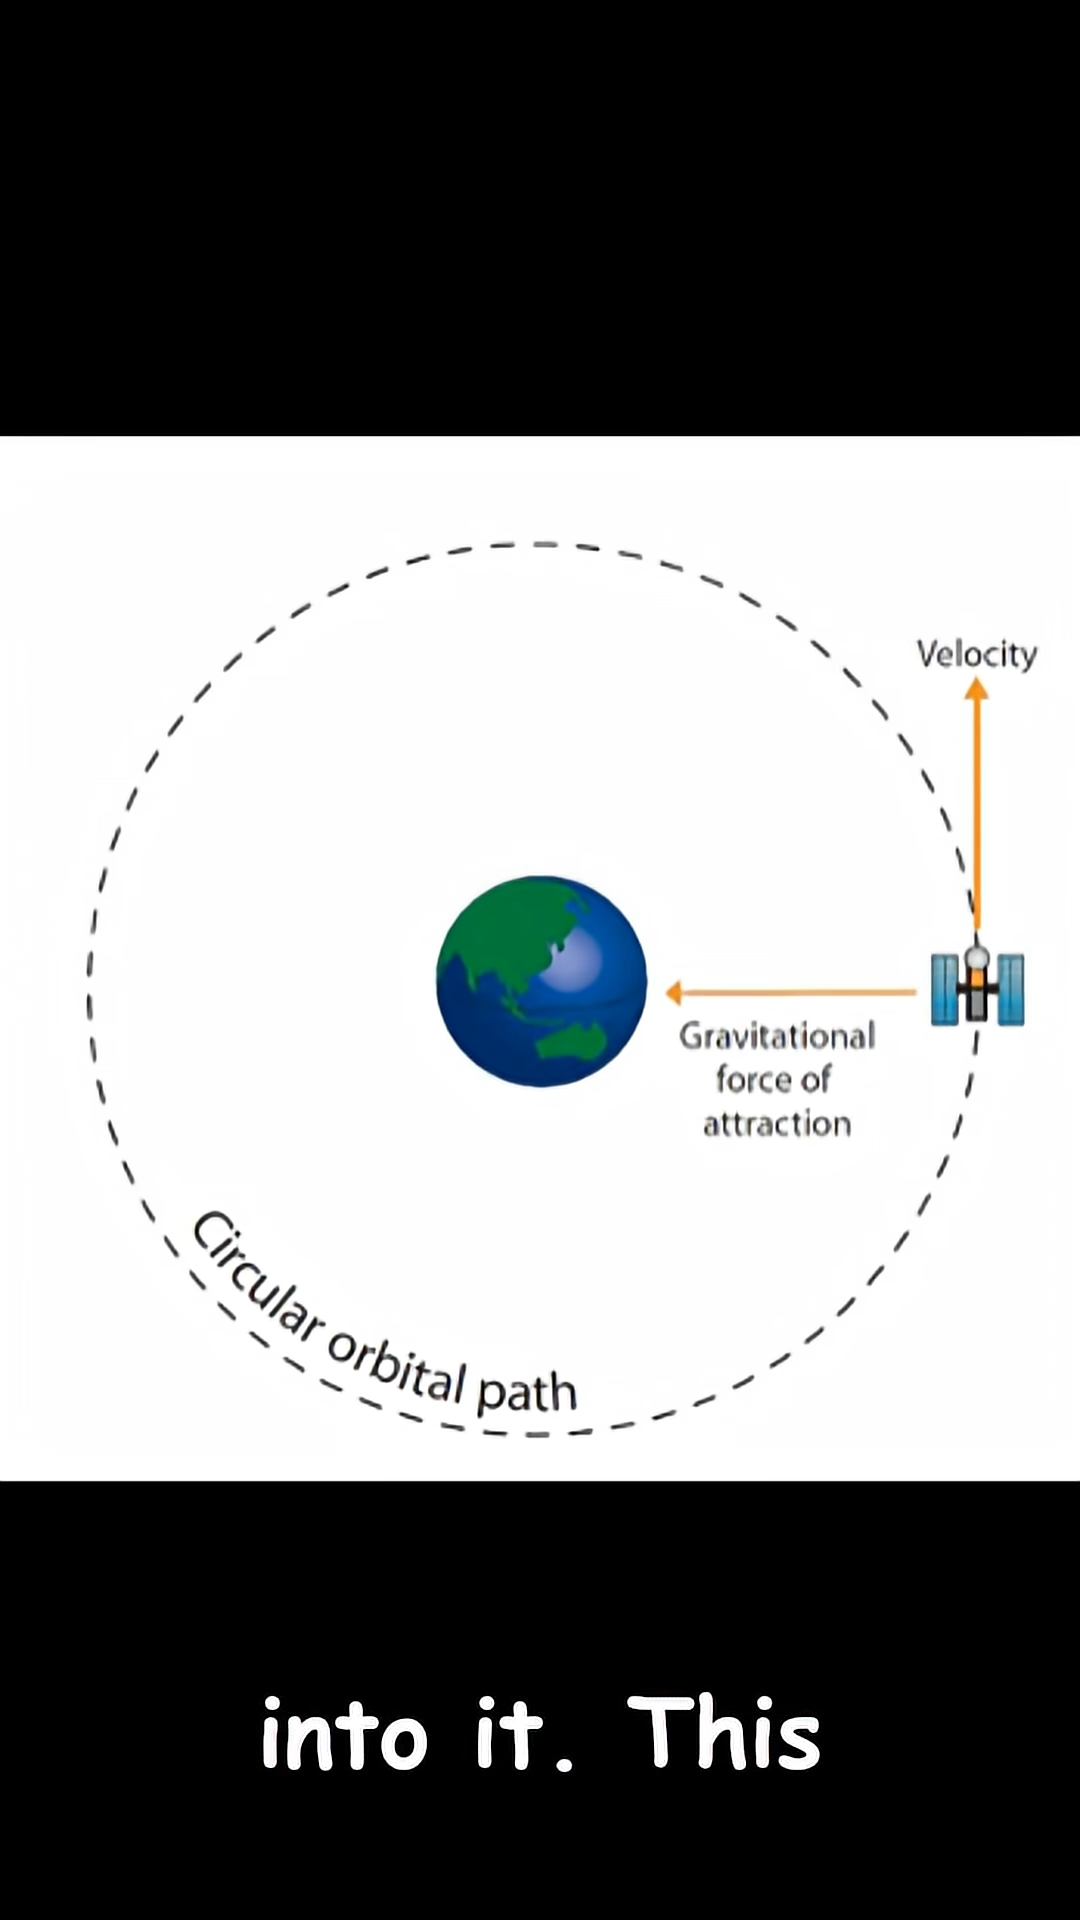 Velocity
Gravitational
force of
attraction
Circular orbital path
into it. This